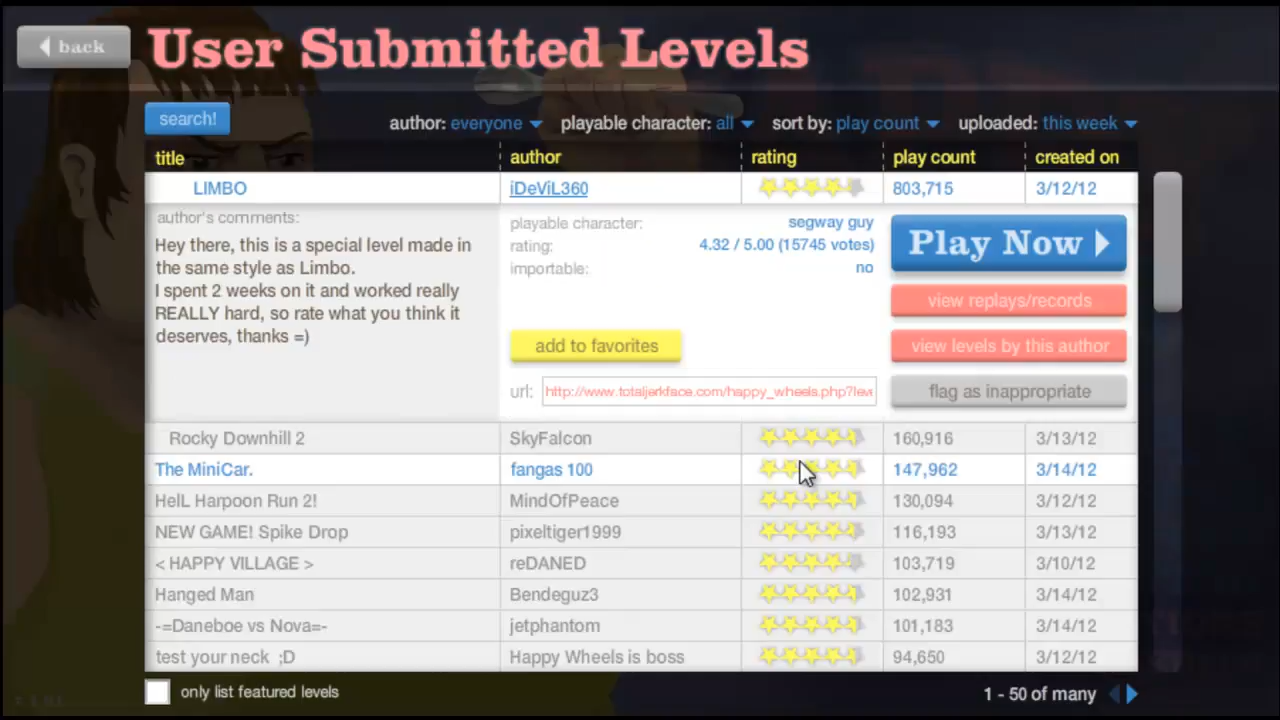 back
User Submitted Levels
search!
author: everyone playable character: all sort by: play count uploaded: this week
title author rating play count created on
LIMBO iDeViL360 803,715 3/12/12
author's comments:
Hey there, this is a special level made in
the same style as Limbo.
I spent 2 weeks on it and worked really
REALLY hard, so rate what you think it
deserves, thanks =)
playable character: segway guy
rating: 4.32 / 5.00 (15745 votes)
importable: no
add to favorites
url: http://www.totaljerkface.com/happy_wheels.php?leve
Play Now
view replays/records
view levels by this author
flag as inappropriate
Rocky Downhill 2 SkyFalcon 160,916 3/13/12
The MiniCar. fangas 100 147,962 3/14/12
HelL Harpoon Run 2! MindOfPeace 130,094 3/12/12
NEW GAME! Spike Drop pixeltiger1999 116,193 3/13/12
< HAPPY VILLAGE > reDANED 103,719 3/10/12
Hanged Man Bendeguz3 102,931 3/14/12
-=Daneboe vs Nova=- jetphantom 101,183 3/14/12
test your neck ;D Happy Wheels is boss 94,650 3/12/12
only list featured levels
1 - 50 of many